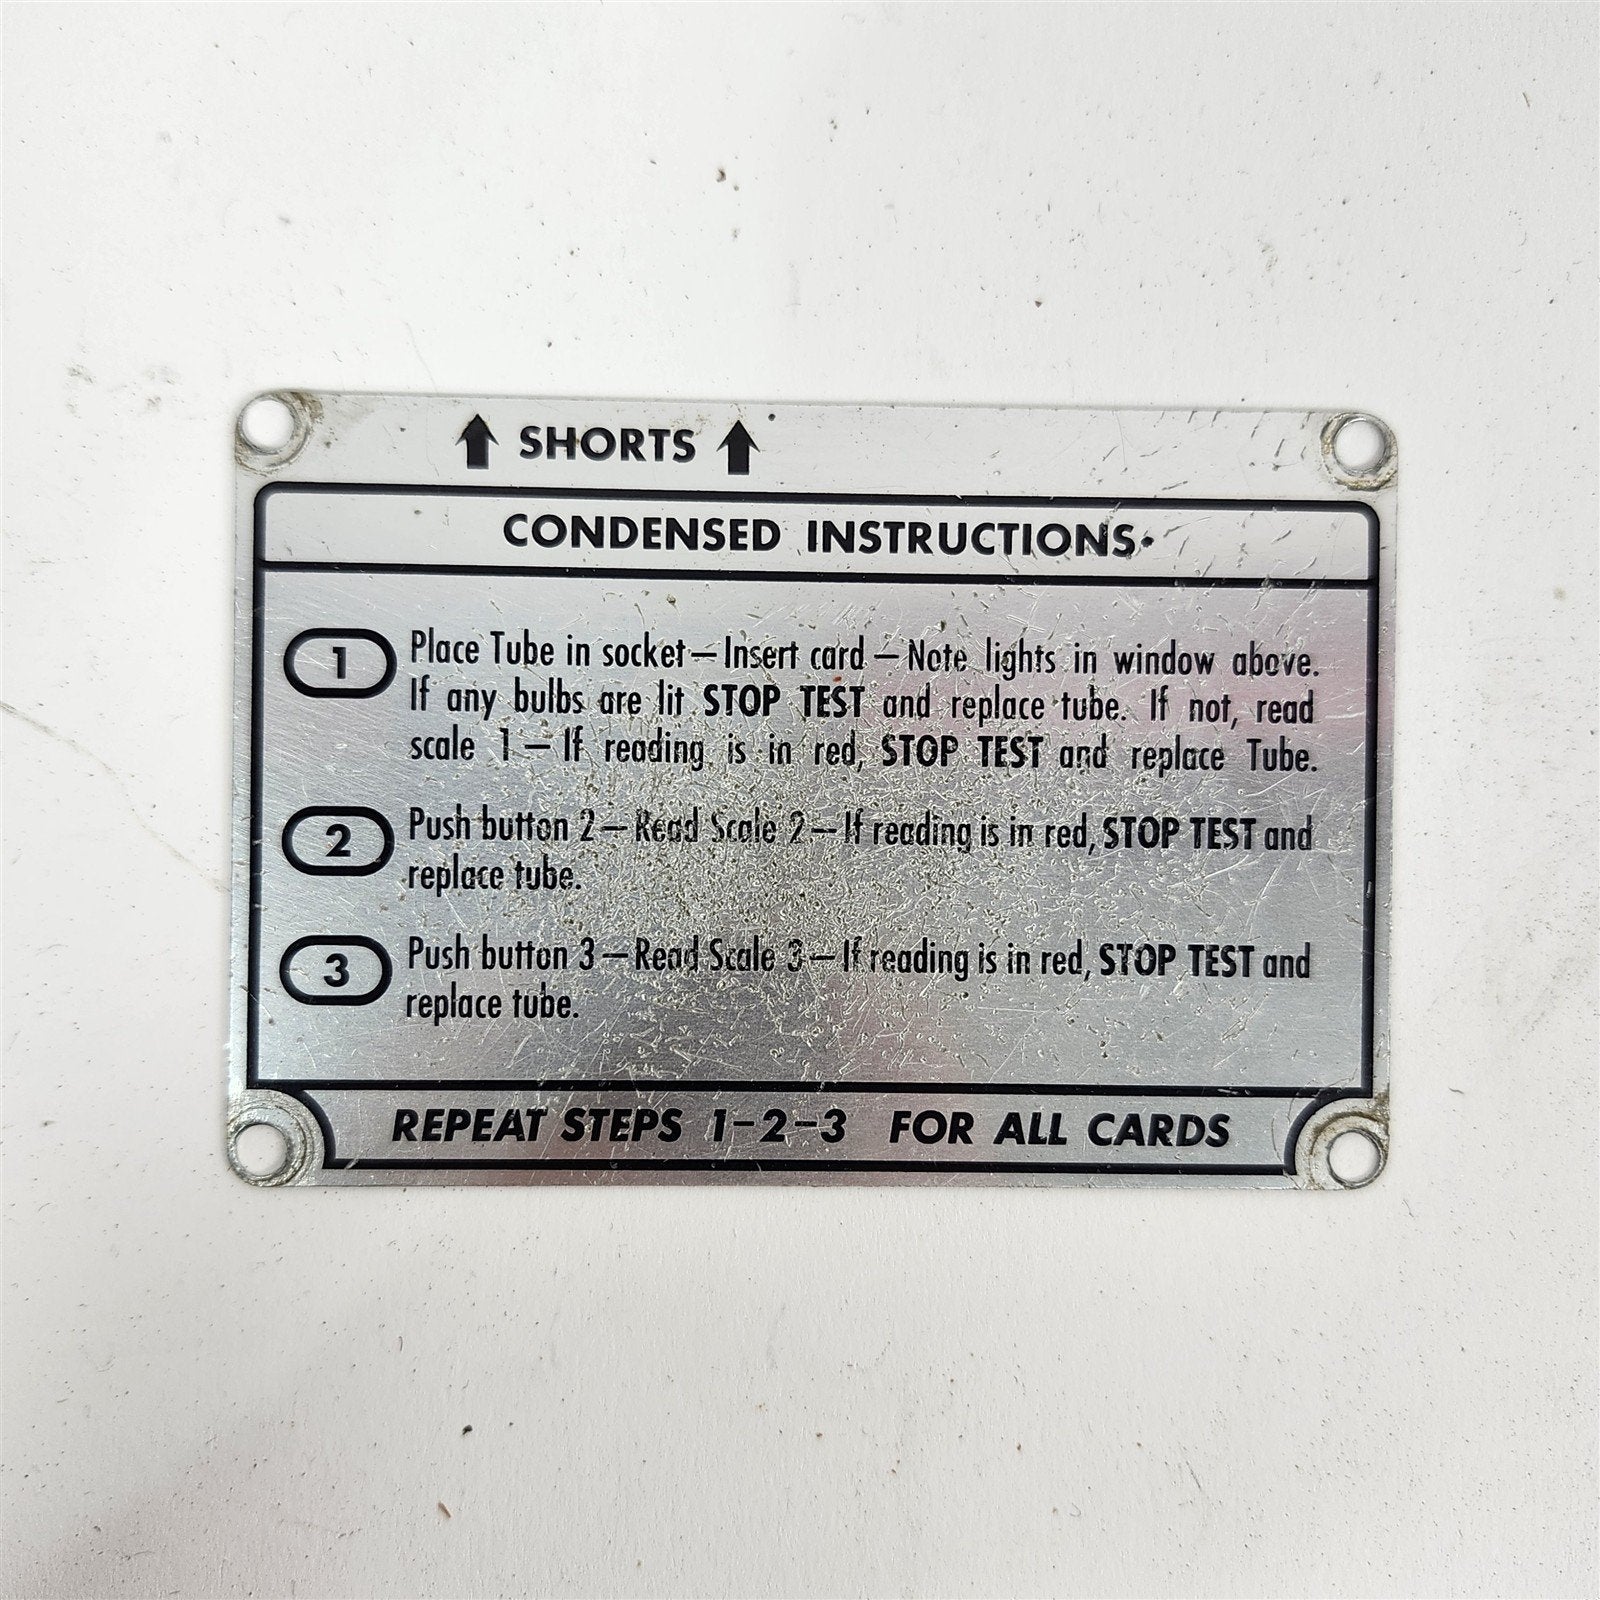 ⬆ SHORTS ⬆
CONDENSED INSTRUCTIONS
1 Place Tube in socket—Insert card—Note lights in window above.
If any bulbs are lit STOP TEST and replace tube. If not, read
scale 1—If reading is in red, STOP TEST and replace Tube.
2 Push button 2—Read Scale 2—If reading is in red, STOP TEST and
replace tube.
3 Push button 3—Read Scale 3—If reading is in red, STOP TEST and
replace tube.
REPEAT STEPS 1-2-3 FOR ALL CARDS